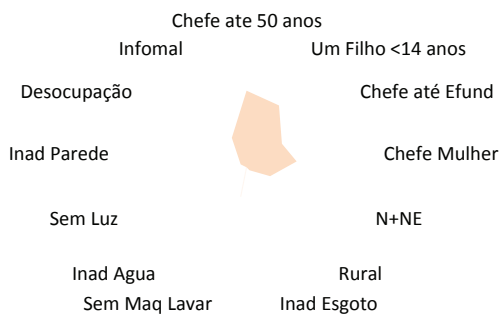 Chefe ate 50 anos
Infomal
Um Filho <14 anos
Desocupação
Chefe até Efund
Inad Parede
Chefe Mulher
Sem Luz
N+NE
Inad Agua
Rural
Sem Maq Lavar
Inad Esgoto